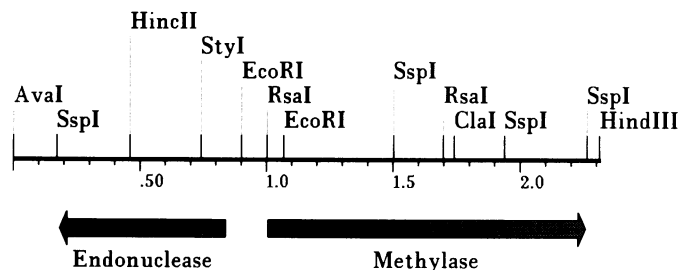 HincII
StyI
EcoRI
SspI
AvaI
RsaI
RsaI
SspI
SspI
EcoRI
ClaI
SspI
HindIII
.50
1.0
1.5
2.0
Endonuclease
Methylase